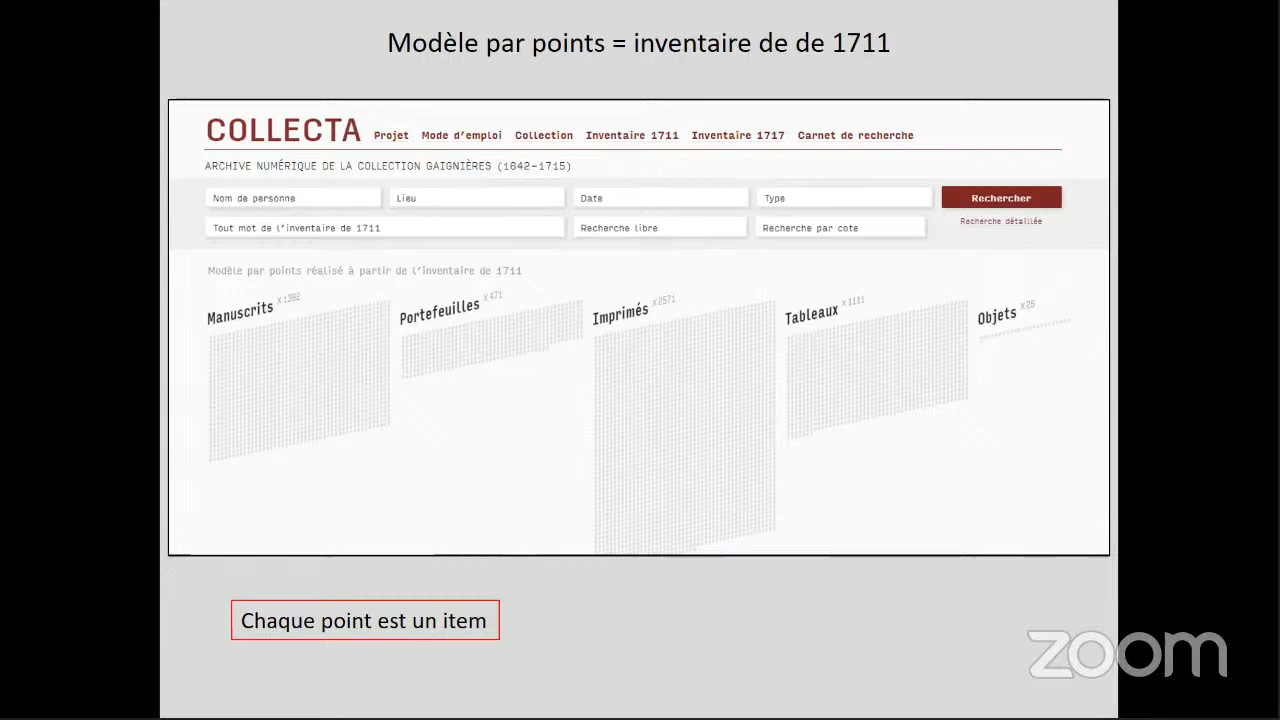 Modèle par points = inventaire de de 1711
COLLECTA Projet Mode d'emploi Collection Inventaire 1711 Inventaire 1717 Carnet de recherche
ARCHIVE NUMÉRIQUE DE LA COLLECTION GAIGNIÈRES (1642-1715)
Nom de personne Lieu Date Type Rechercher
Recherche détaillée
Tout mot de l'inventaire de 1711 Recherche libre Recherche par cote
Modèle par points réalisé à partir de l'inventaire de 1711
Manuscrits x1392 Portefeuilles x471 Imprimés x2571 Tableaux x1111 Objets x25
Chaque point est un item
zoom